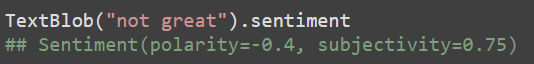 TextBlob("not great").sentiment
## Sentiment(polarity=-0.4, subjectivity=0.75)